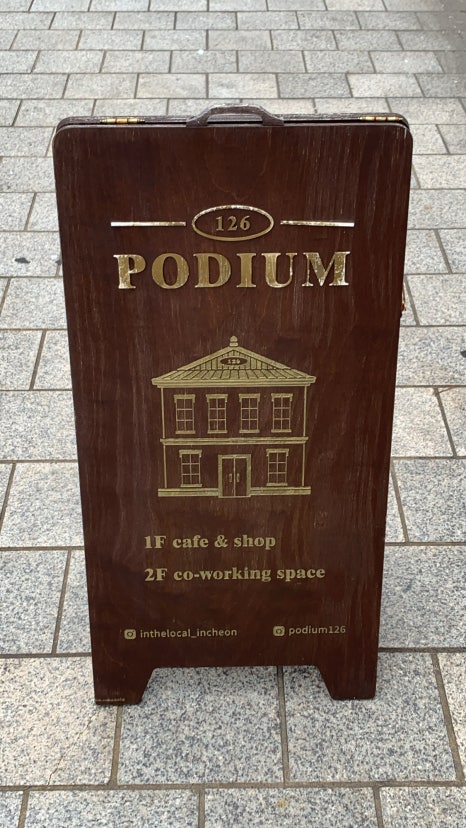 126
PODIUM
126
1F cafe & shop
2F co-working space
inthelocal_incheon
podium126